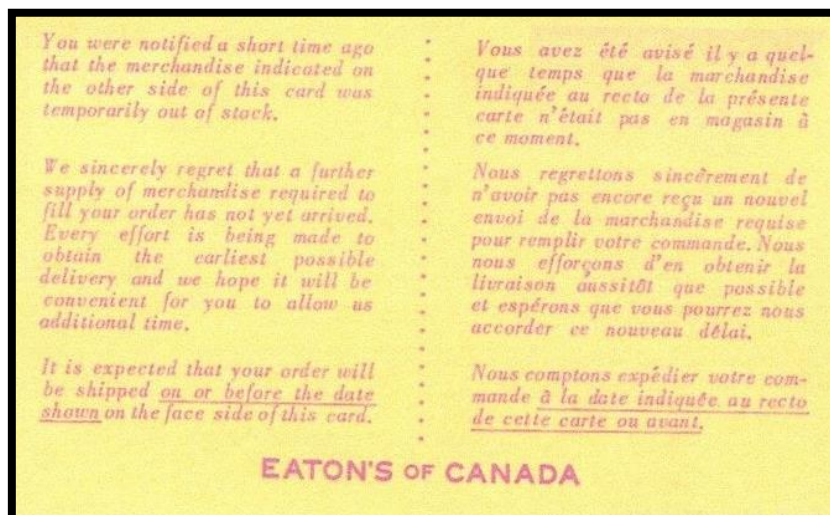 You were notified a short time ago
that the merchandise indicated on
the other side of this card was
temporarily out of stock.
We sincerely regret that a further
supply of merchandise required to
fill your order has not yet arrived.
Every effort is being made to
obtain the earliest possible
delivery and we hope it will be
convenient for you to allow us
additional time.
It is expected that your order will
be shipped on or before the date
shown on the face side of this card.
Vous avez été avisé il y a quel-
que temps que la marchandise
indiquée au recto de la présente
carte n'était pas en magasin à
ce moment.
Nous regrettons sincèrement de
n'avoir pas encore reçu un nouvel
envoi de la marchandise requise
pour remplir votre commande. Nous
nous efforçons d'en obtenir la
livraison aussitôt que possible
et espérons que vous pourrez nous
accorder ce nouveau délai.
Nous comptons expédier votre com-
mande à la date indiquée au recto
de cette carte ou avant.
EATON'S OF CANADA